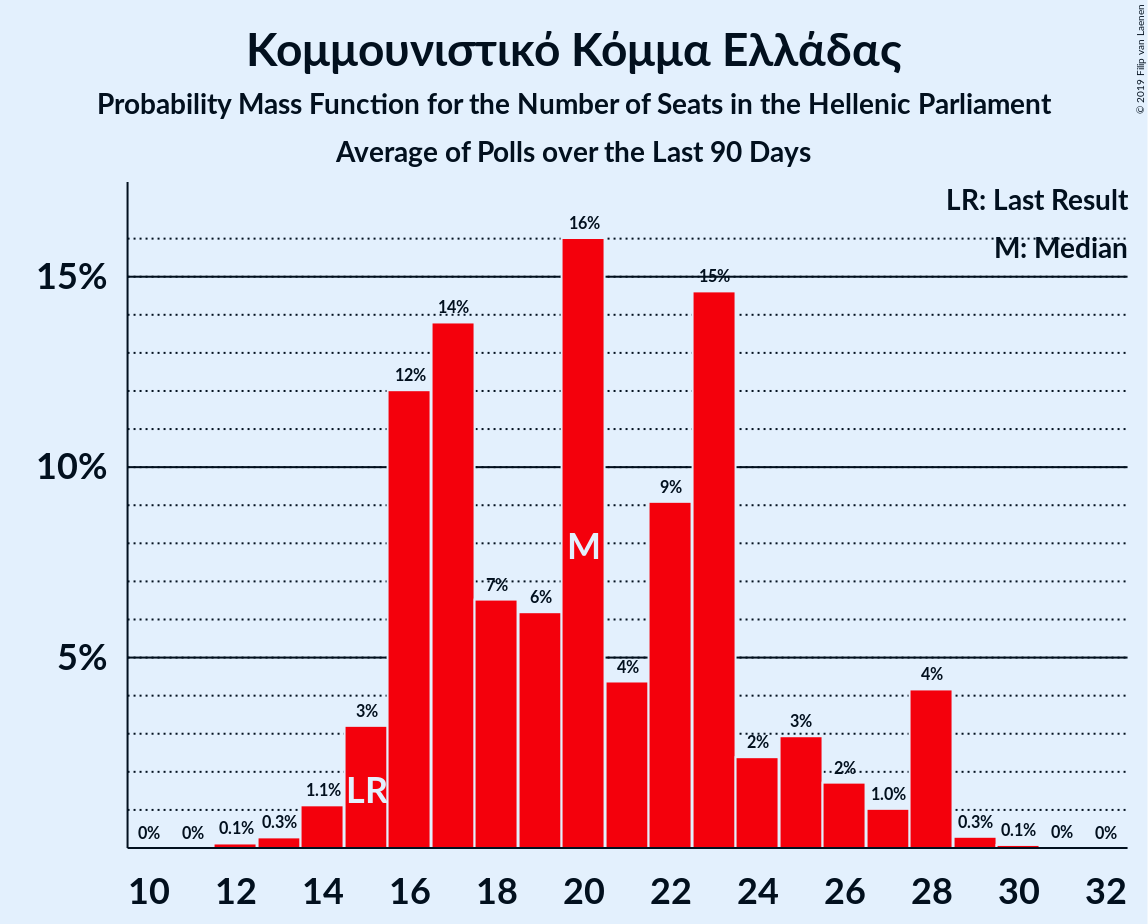 Κομμουνιστικό Κόμμα Ελλάδας
Probability Mass Function for the Number of Seats in the Hellenic Parliament
Average of Polls over the Last 90 Days
© 2019 Filip van Laenen
LR: Last Result
M: Median
15%
10%
5%
0%
0%
0.1%
0.3%
1.1%
3%
12%
14%
7%
6%
16%
4%
9%
15%
2%
3%
2%
1.0%
4%
0.3%
0.1%
0%
0%
LR
M
10 12 14 16 18 20 22 24 26 28 30 32